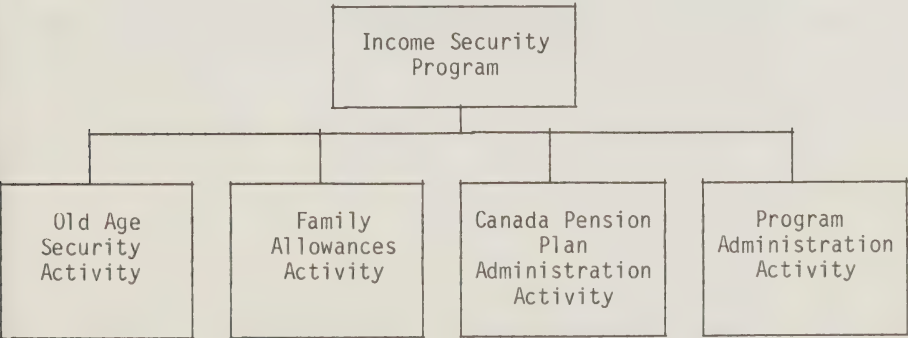 Income Security
Program
Old Age
Security
Activity
Family
Allowances
Activity
Canada Pension
Plan
Administration
Activity
Program
Administration
Activity